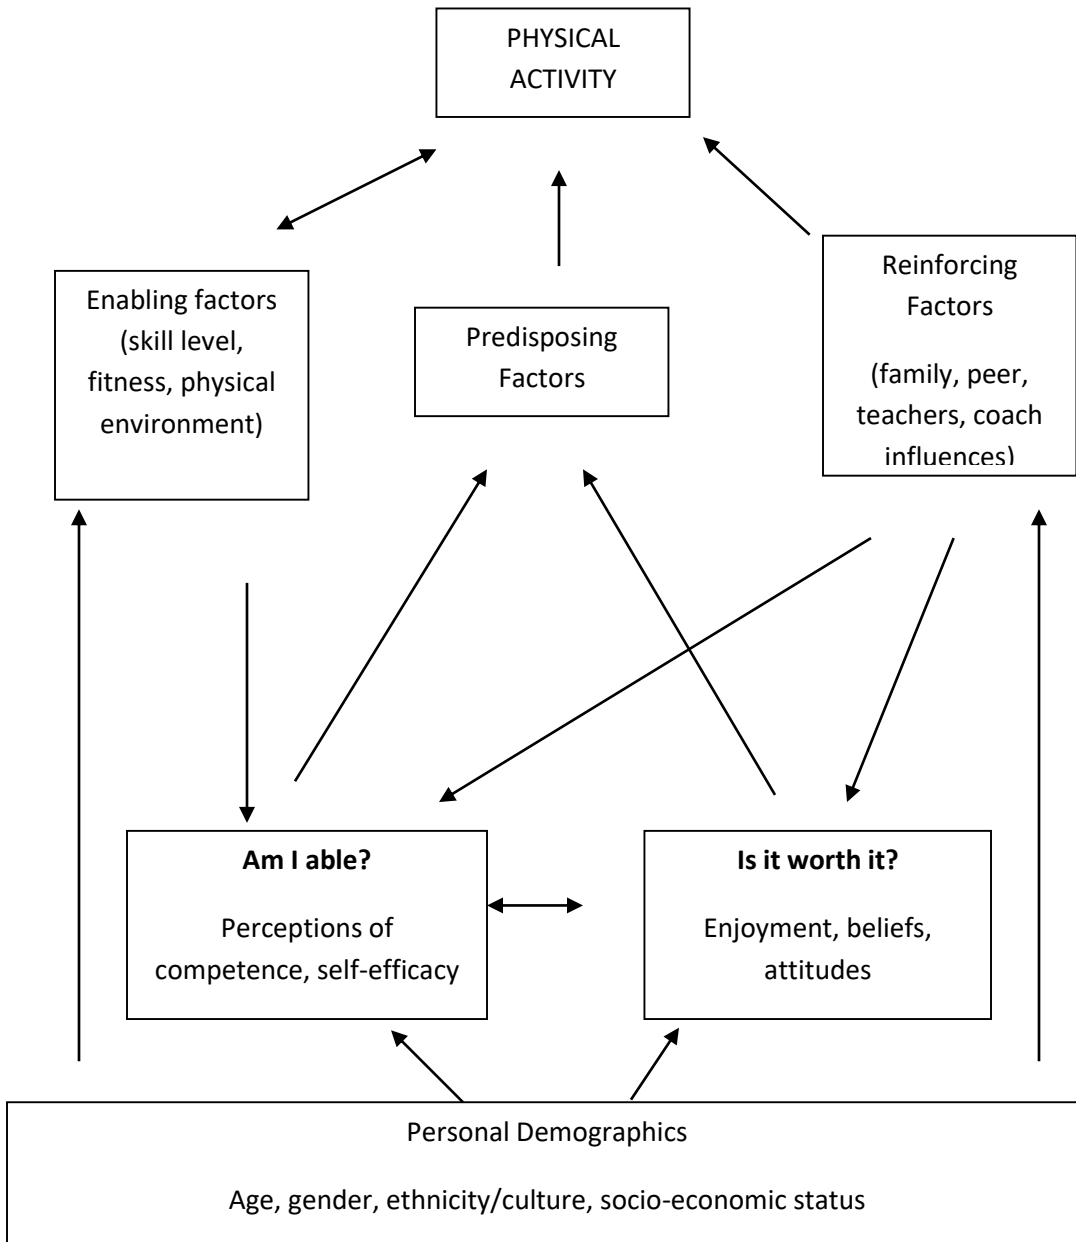 PHYSICAL
ACTIVITY
Enabling factors
(skill level,
fitness, physical
environment)
Predisposing
Factors
Reinforcing
Factors
(family, peer,
teachers, coach
influences)
Am I able?
Perceptions of
competence, self-efficacy
Is it worth it?
Enjoyment, beliefs,
attitudes
Personal Demographics
Age, gender, ethnicity/culture, socio-economic status